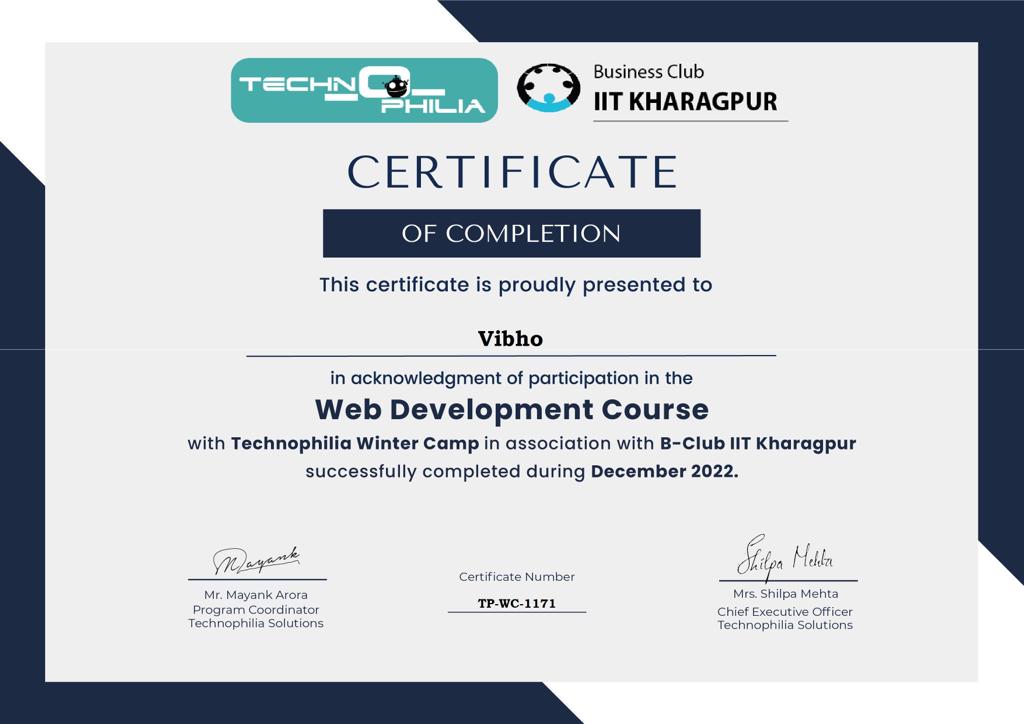 TECHNO
PHILIA
Business Club
IIT KHARAGPUR
CERTIFICATE
OF COMPLETION
This certificate is proudly presented to
Vibho
in acknowledgment of participation in the
Web Development Course
with Technophilia Winter Camp in association with B-Club IIT Kharagpur
successfully completed during December 2022.
Mayank
Mr. Mayank Arora
Program Coordinator
Technophilia Solutions
Certificate Number
TP-WC-1171
Shilpa Mehta
Mrs. Shilpa Mehta
Chief Executive Officer
Technophilia Solutions